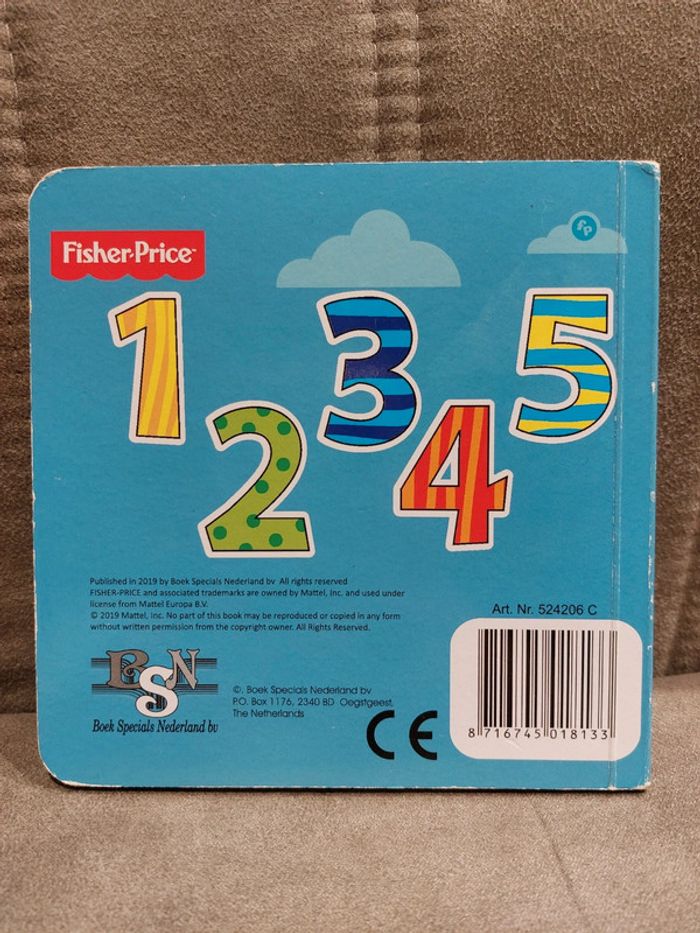 Fisher-Price
fp
1 3 5
2 4
Published in 2019 by Boek Specials Nederland bv All rights reserved
FISHER-PRICE and associated trademarks are owned by Mattel, Inc. and used under
license from Mattel Europa B.V.
© 2019 Mattel, Inc. No part of this book may be reproduced or copied in any form
without written permission from the copyright owner. All Rights Reserved.
Art. Nr. 524206 C
BSN
Boek Specials Nederland bv
©, Boek Specials Nederland bv
P.O. Box 1176, 2340 BD Oegstgeest,
The Netherlands
CE
8 716745 018133